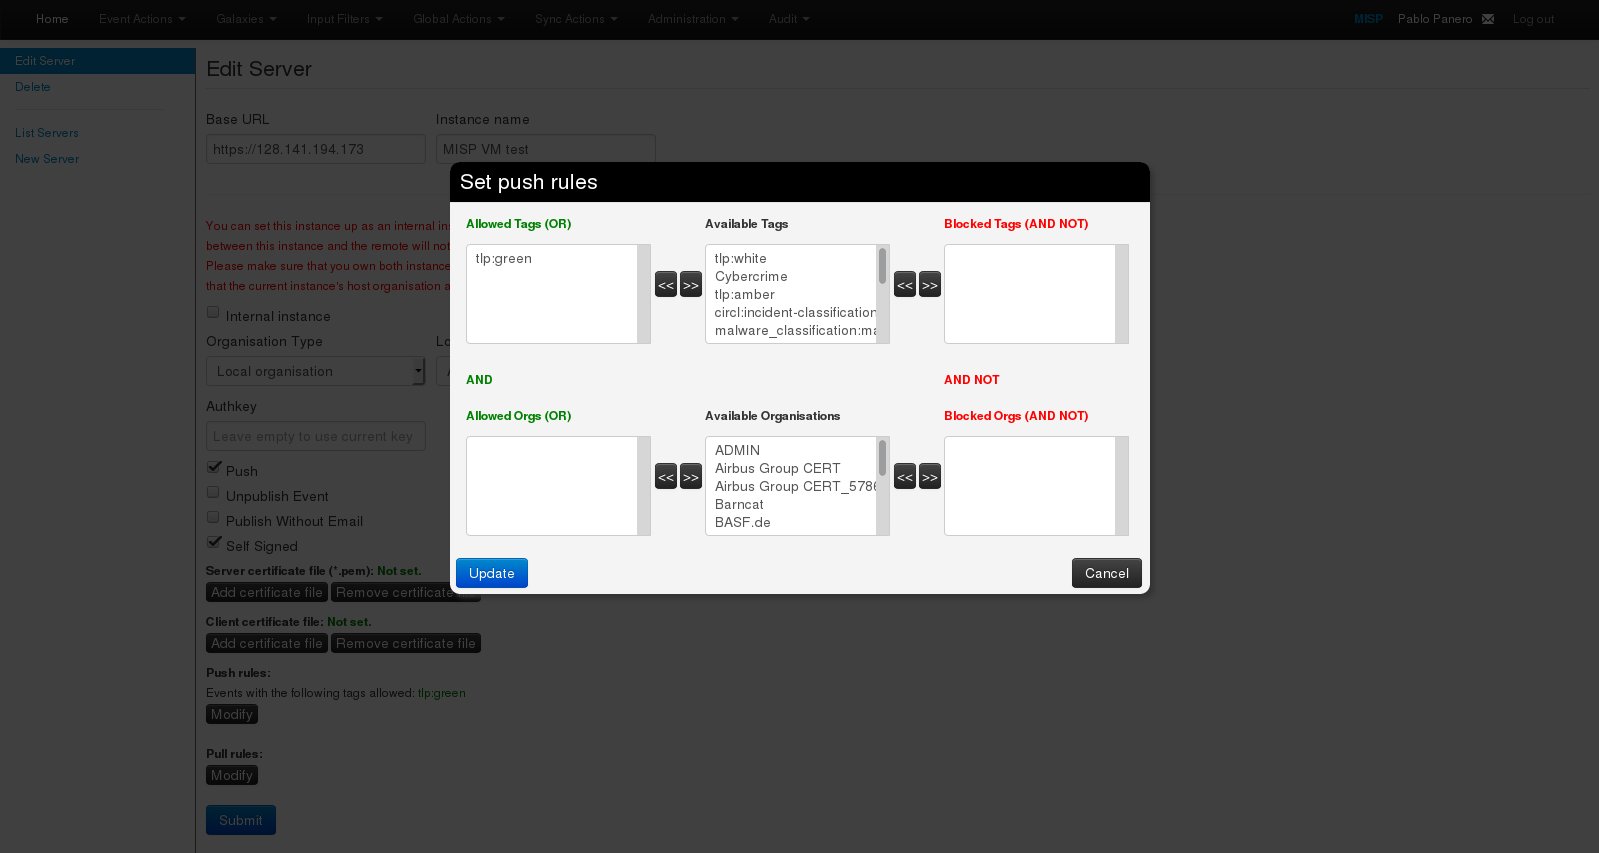 Home Event Actions Galaxies Input Filters Global Actions Sync Actions Administration Audit MISP Pablo Panero Log out
Edit Server
Delete
List Servers
New Server
Edit Server
Base URL Instance name
https://128.141.194.173 MISP VM test
You can set this instance up as an internal ins
between this instance and the remote will not
Please make sure that you own both instance
that the current instance's host organisation a
Internal instance
Organisation Type Lo
Local organisation
Authkey
Leave empty to use current key
Push
Unpublish Event
Publish Without Email
Self Signed
Server certificate file (*.pem): Not set.
Add certificate file Remove certificate file
Client certificate file: Not set.
Add certificate file Remove certificate file
Push rules:
Events with the following tags allowed: tlp:green
Modify
Pull rules:
Modify
Submit
Set push rules
Allowed Tags (OR) Available Tags Blocked Tags (AND NOT)
tlp:green
<< >>
tlp:white
Cybercrime
tlp:amber
circl:incident-classification
malware_classification:ma
<< >>
AND AND NOT
Allowed Orgs (OR) Available Organisations Blocked Orgs (AND NOT)
<< >>
ADMIN
Airbus Group CERT
Airbus Group CERT_5786
Barncat
BASF.de
<< >>
Update Cancel